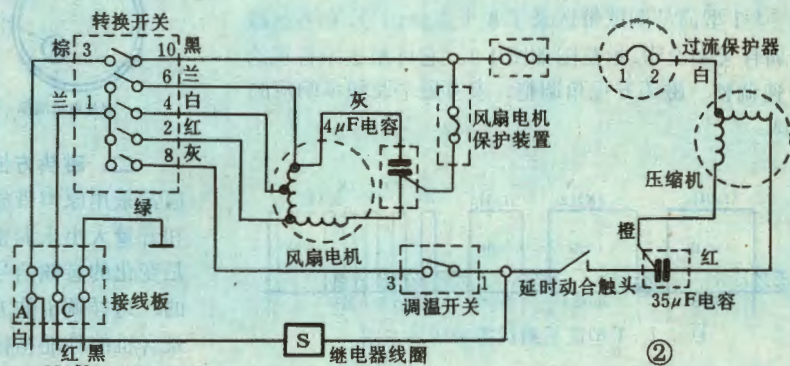 转换开关
棕 3 10 黑
6 兰
兰 1 4 白
2 红
8 灰
绿
灰
4μF电容
风扇电机
保护装置
过流保护器
1 2 白
压缩机
橙
红
35μF电容
风扇电机
3 调温开关 1
延时动合触头
接线板
A C
白 红 黑
S
继电器线圈
②